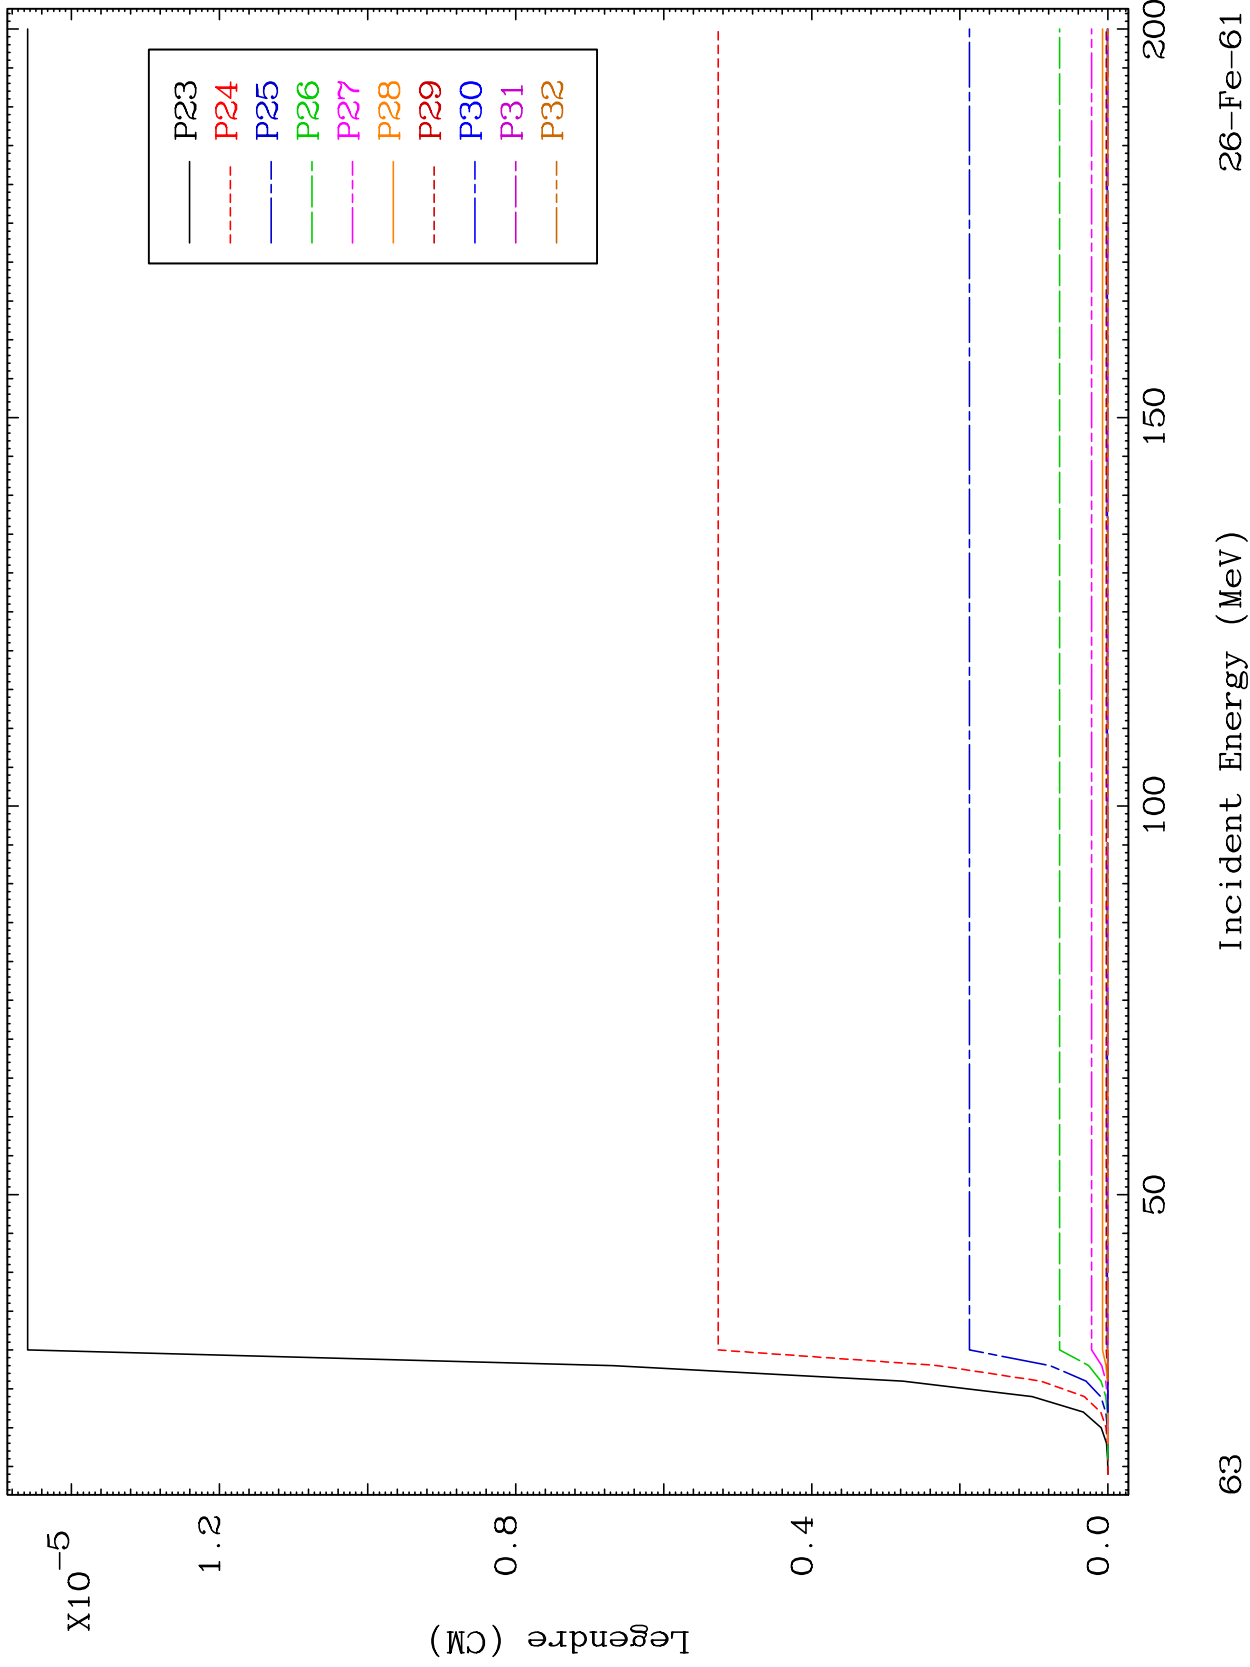 X10-5
1.2
0.8
0.4
0.0
Legendre (CM)
P23
P24
P25
P26
P27
P28
P29
P30
P31
P32
50
100
150
200
Incident Energy (MeV)
63
26-Fe-61